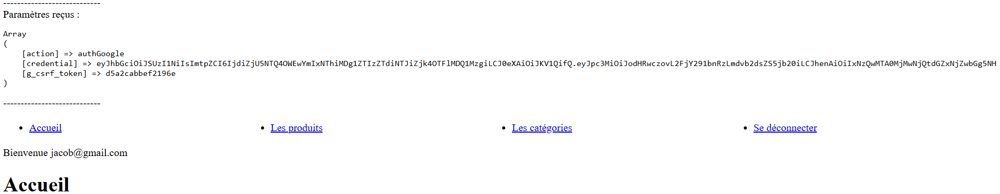 ----------------------------
Paramètres reçus :
Array
(
[action] => authGoogle
[credential] => eyJhbGciOiJSUzI1NiIsImtpZCI6IjdiZjU5NTQ4OWEwYmIxNThiMDg1ZTIzZTdiNTJiZjk4OTFlMDQ1MzgiLCJ0eXAiOiJKV1QifQ.eyJpc3MiOiJodHRwczovL2FjY291bnRzLmdvb2dsZS5jb20iLCJhenAiOiIxNzQwMTA0MjMwNjQtdGZxNjZwbGg5NH
[g_csrf_token] => d5a2cabbef2196e
)
----------------------------
• Accueil • Les produits • Les catégories • Se déconnecter
Bienvenue jacob@gmail.com
Accueil